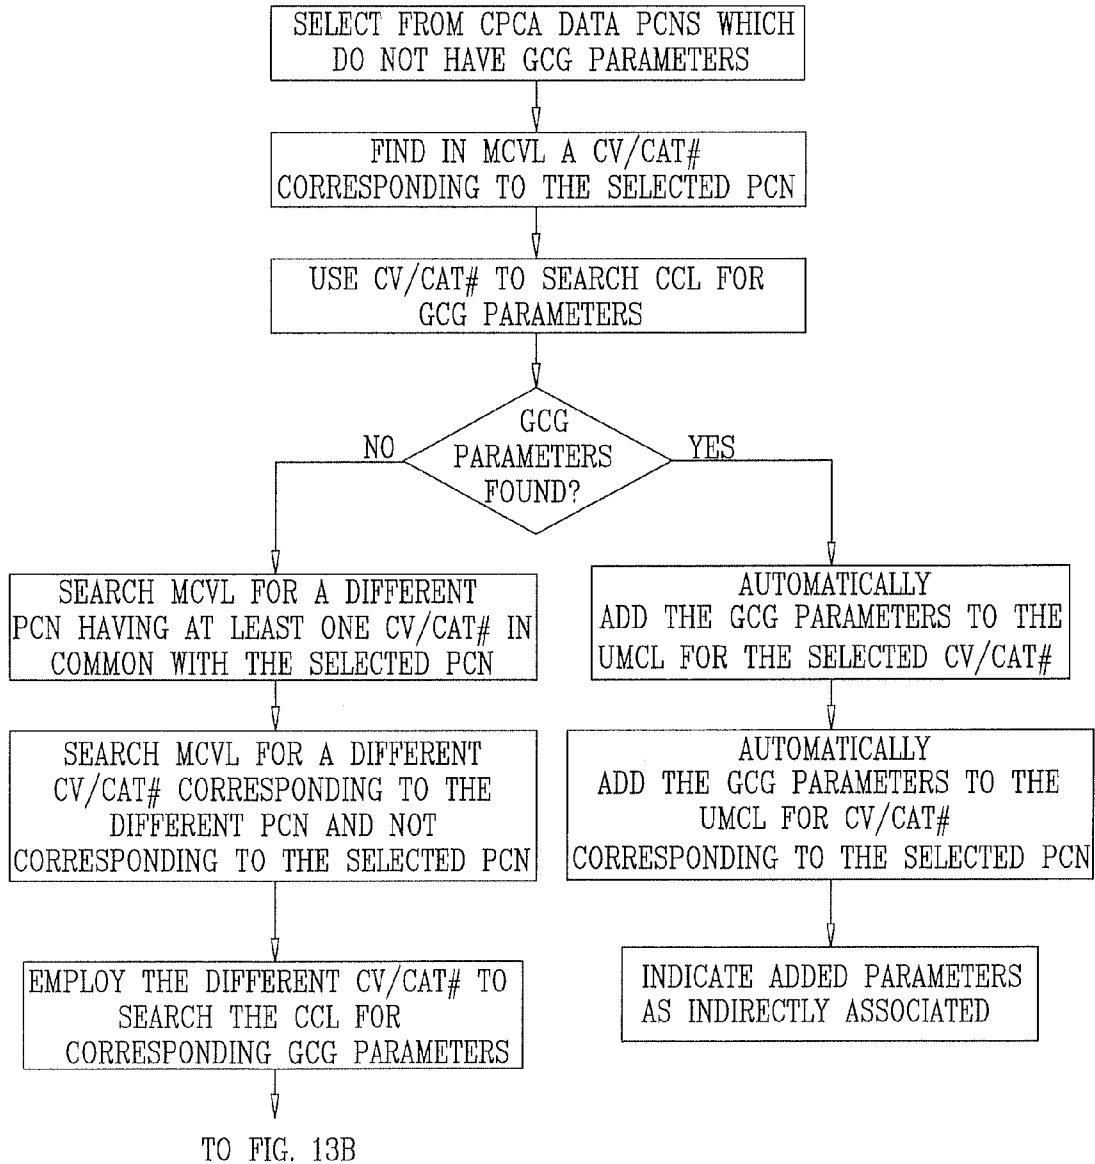 SELECT FROM CPCA DATA PCNS WHICH
DO NOT HAVE GCG PARAMETERS
FIND IN MCVL A CV/CAT#
CORRESPONDING TO THE SELECTED PCN
USE CV/CAT# TO SEARCH CCL FOR
GCG PARAMETERS
GCG
PARAMETERS
FOUND?
NO
YES
SEARCH MCVL FOR A DIFFERENT
PCN HAVING AT LEAST ONE CV/CAT# IN
COMMON WITH THE SELECTED PCN
AUTOMATICALLY
ADD THE GCG PARAMETERS TO THE
UMCL FOR THE SELECTED CV/CAT#
SEARCH MCVL FOR A DIFFERENT
CV/CAT# CORRESPONDING TO THE
DIFFERENT PCN AND NOT
CORRESPONDING TO THE SELECTED PCN
AUTOMATICALLY
ADD THE GCG PARAMETERS TO THE
UMCL FOR CV/CAT#
CORRESPONDING TO THE SELECTED PCN
EMPLOY THE DIFFERENT CV/CAT# TO
SEARCH THE CCL FOR
CORRESPONDING GCG PARAMETERS
INDICATE ADDED PARAMETERS
AS INDIRECTLY ASSOCIATED
TO FIG. 13B